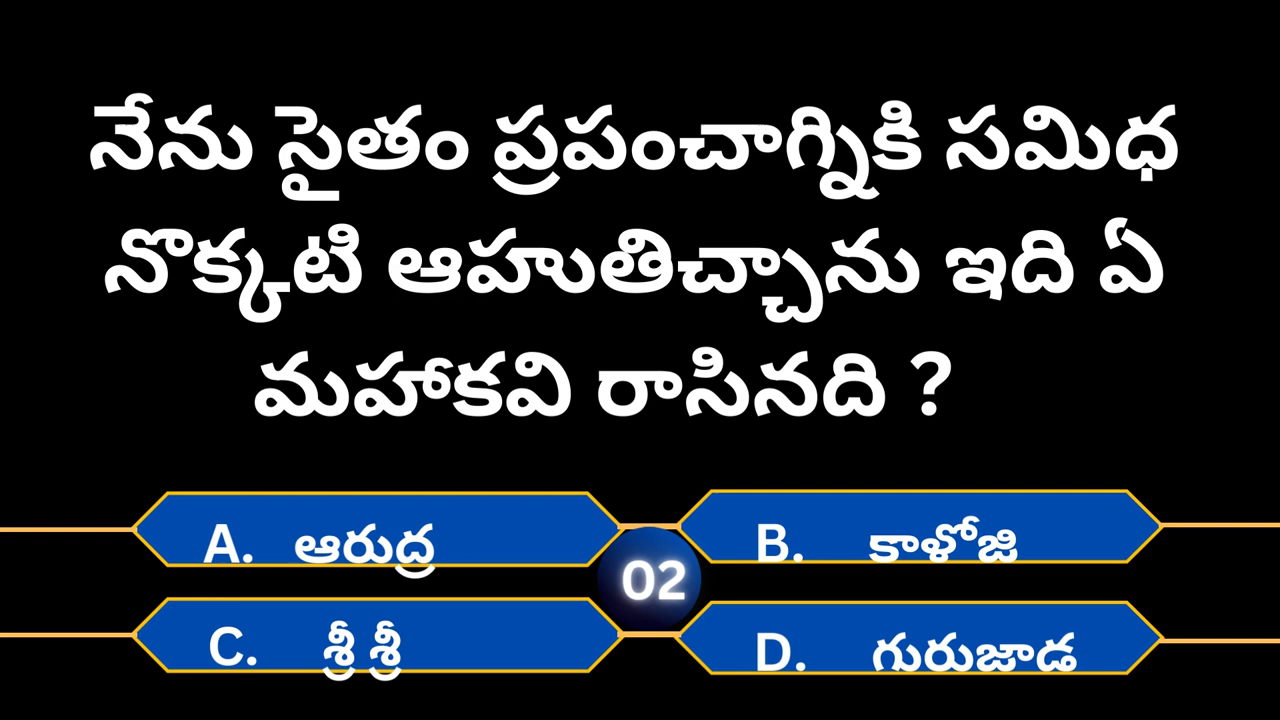 నేను సైతం ప్రపంచాగ్నికి సమిధ
నొక్కటి ఆహుతిచ్చాను ఇది ఏ
మహాకవి రాసినది ?
A. ఆరుద్ర
B. కాళోజి
02
C. శ్రీ శ్రీ
D. గురుజాడ